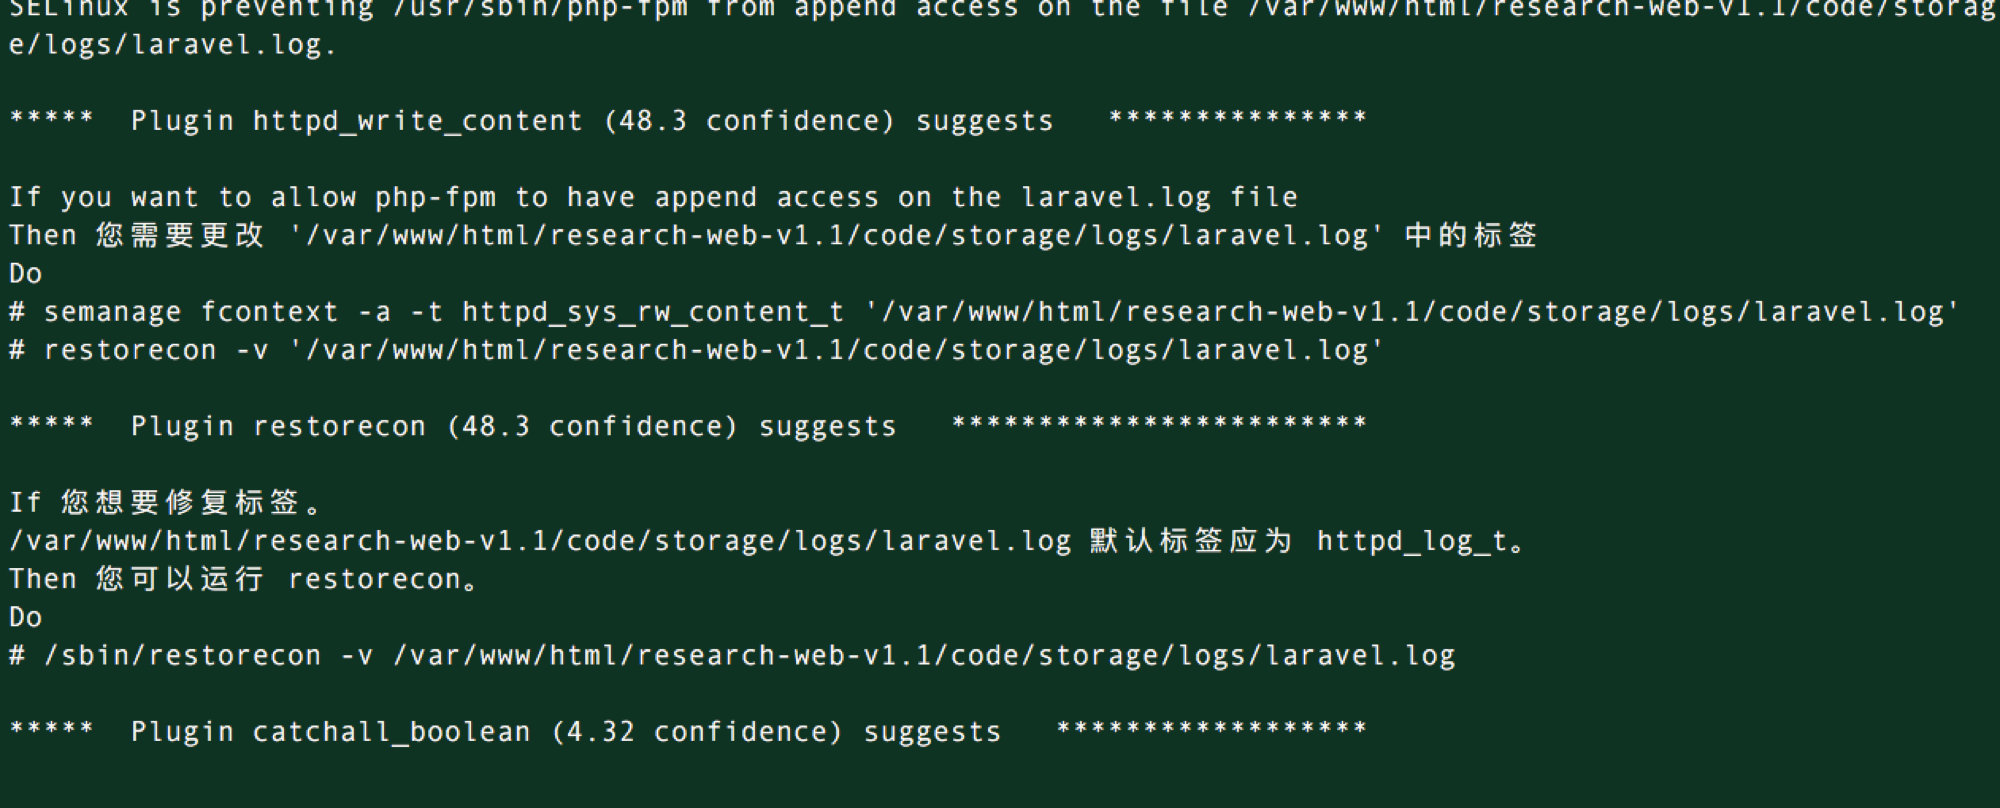 SELinux is preventing /usr/sbin/php-fpm from append access on the file /var/www/html/research-web-v1.1/code/storag
e/logs/laravel.log.
*****  Plugin httpd_write_content (48.3 confidence) suggests   ***************
If you want to allow php-fpm to have append access on the laravel.log file
Then 您需要更改 '/var/www/html/research-web-v1.1/code/storage/logs/laravel.log' 中的标签
Do
# semanage fcontext -a -t httpd_sys_rw_content_t '/var/www/html/research-web-v1.1/code/storage/logs/laravel.log'
# restorecon -v '/var/www/html/research-web-v1.1/code/storage/logs/laravel.log'
*****  Plugin restorecon (48.3 confidence) suggests   ************************
If 您想要修复标签。
/var/www/html/research-web-v1.1/code/storage/logs/laravel.log 默认标签应为 httpd_log_t。
Then 您可以运行 restorecon。
Do
# /sbin/restorecon -v /var/www/html/research-web-v1.1/code/storage/logs/laravel.log
*****  Plugin catchall_boolean (4.32 confidence) suggests   ******************